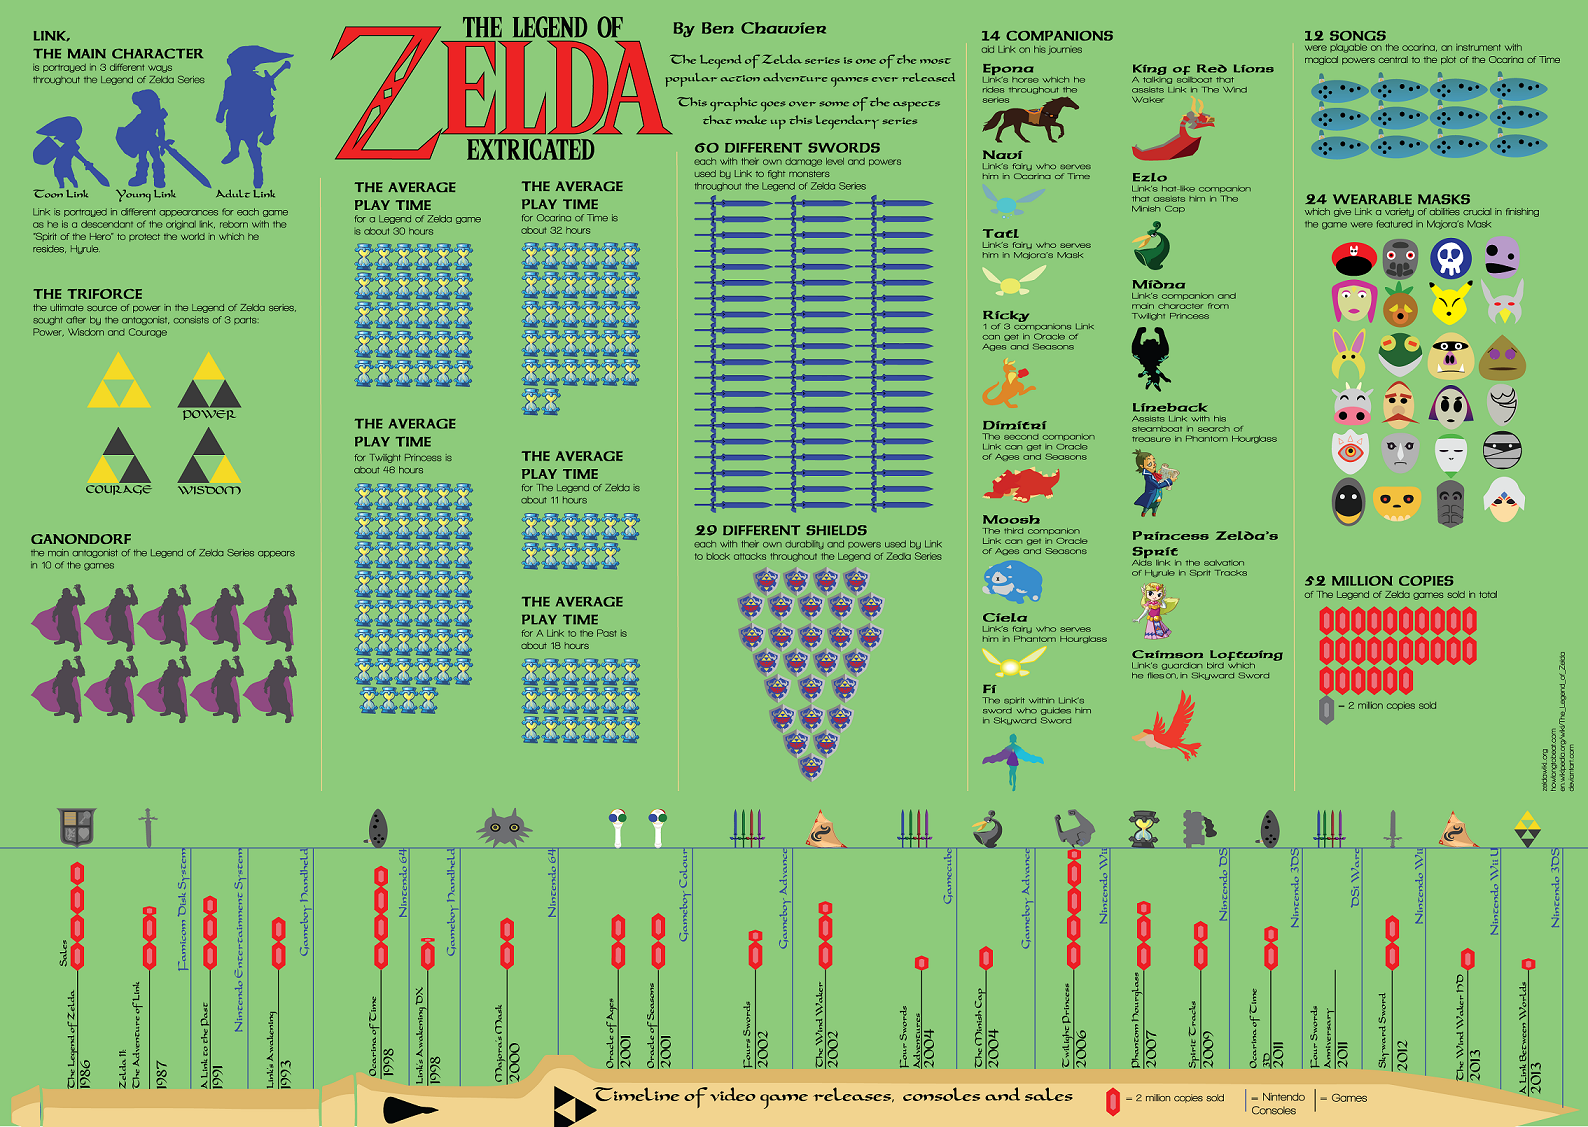 LINK,
THE MAIN CHARACTER
is portrayed in 3 different ways
throughout the Legend of Zelda Series
Toon Link
Young Link
Adult Link
Link is portrayed in different appearances for each game
as he is a descendant of the original link, reborn with the
"Spirit of the Hero" to protect the world in which he
resides, Hyrule.
THE TRIFORCE
the ultimate source of power in the Legend of Zelda series,
sought after by the antagonist, consists of 3 parts:
Power, Wisdom and Courage
POWER
COURAGE
WISDOM
GANONDORF
the main antagonist of the Legend of Zelda Series appears
in 10 of the games
THE LEGEND OF
ZELDA
EXTRICATED
By Ben Chauvier
The Legend of Zelda series is one of the most
popular action adventure games ever released
This graphic goes over some of the aspects
that make up this legendary series
THE AVERAGE
PLAY TIME
for a Legend of Zelda game
is about 30 hours
THE AVERAGE
PLAY TIME
for Twilight Princess is
about 46 hours
THE AVERAGE
PLAY TIME
for Ocarina of Time is
about 32 hours
THE AVERAGE
PLAY TIME
for The Legend of Zelda is
about 11 hours
THE AVERAGE
PLAY TIME
for A Link to the Past is
about 18 hours
60 DIFFERENT SWORDS
each with their own damage level and powers
used by Link to fight monsters
throughout the Legend of Zelda Series
29 DIFFERENT SHIELDS
each with their own durability and powers used by Link
to block attacks throughout the Legend of Zedla Series
14 COMPANIONS
aid Link on his journies
Epona
Link's horse which he
rides throughout the
series
Navi
Link's fairy who serves
him in Ocarina of Time
Tatl
Link's fairy who serves
him in Majora's Mask
Ricky
1 of 3 companions Link
can get in Oracle of
Ages and Seasons
Dimitri
The second companion
Link can get in Oracle
of Ages and Seasons
Moosh
The third companion
Link can get in Oracle
of Ages and Seasons
Ciela
Link's fairy who serves
him in Phantom Hourglass
Fi
The spirit within Link's
sword who guides him
in Skyward Sword
King of Red Lions
A talking sailboat that
assists Link in The Wind
Waker
Ezlo
Link's hat-like companion
that assists him in The
Minish Cap
Midna
Link's companion and
main character from
Twilight Princess
Lineback
Assists Link with his
steamboat in search of
treasure in Phantom Hourglass
Princess Zelda's
Sprit
Aids link in the salvation
of Hyrule in Sprit Tracks
Crimson Loftwing
Link's guardian bird which
he flies on, in Skyward Sword
12 SONGS
were playable on the ocarina, an instrument with
magical powers central to the plot of the Ocarina of Time
24 WEARABLE MASKS
which give Link a variety of abilities crucial in finishing
the game were featured in Majora's Mask
52 MILLION COPIES
of The Legend of Zelda games sold in total
= 2 million copies sold
zeldawiki.org
howlongtobeat.com
en.wikipedia.org/wiki/The_Legend_of_Zelda
deviantart.com
Sales
The Legend of Zelda
1986
Zelda II:
The Adventure of Link
1987
Famicom Disk System
A Link to the Past
1991
Nintendo Entertainment System
Link's Awakening
1993
Gameboy Handheld
Ocarina of Time
1998
Nintendo 64
Link's Awakening DX
1998
Gameboy Handheld
Majora's Mask
2000
Nintendo 64
Oracle of Ages
2001
Oracle of Seasons
2001
Gameboy Colour
Fours Swords
2002
Gameboy Advance
The Wind Waker
2002
Four Swords
Adventures
2004
Gamecube
The Minish Cap
2004
Gameboy Advance
Twilight Princess
2006
Nintendo Wii
Phantom Hourglass
2007
Spirit Tracks
2009
Nintendo DS
Ocarina of Time
3D
2011
Nintendo 3DS
Four Swords
Anniversary
2011
DSi Ware
Skyward Sword
2012
Nintendo Wii
The Wind Waker HD
2013
Nintendo Wii U
A Link Between Worlds
2013
Nintendo 3DS
Timeline of video game releases, consoles and sales
= 2 million copies sold
= Nintendo
Consoles
= Games